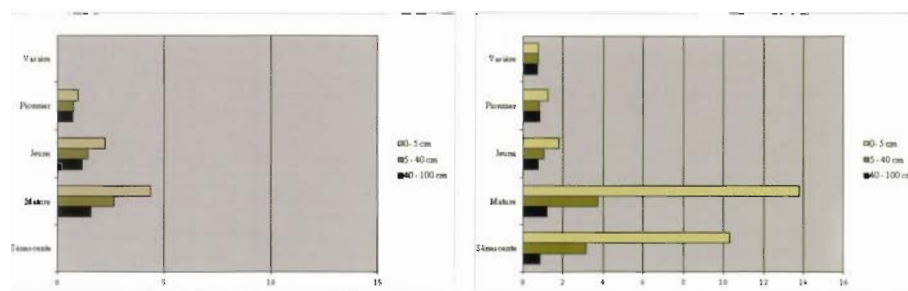 Vasière
Pionnier
Jeune
Mature
Sénescente
0 5 10 15
0- 5 cm
5 - 40 cm
40 - 100 cm
Vasière
Pionnier
Jeune
Mature
Sénescente
0 2 4 6 8 10 12 14 16
0- 5 cm
5 - 40 cm
40 - 100 cm